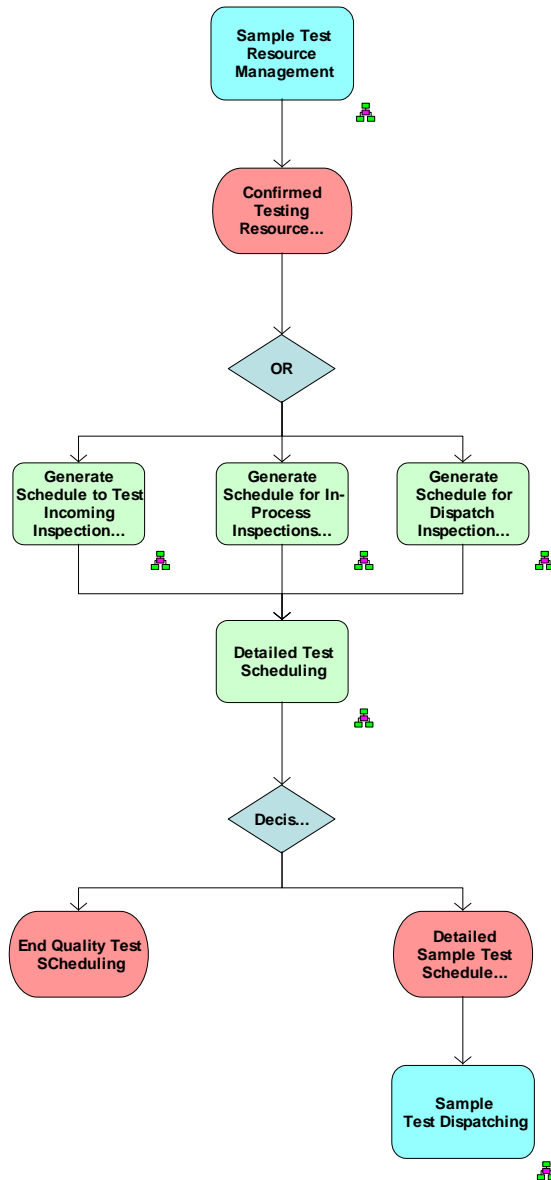 Sample Test
Resource
Management
Confirmed
Testing
Resource...
OR
Generate
Schedule to Test
Incoming
Inspection...
Generate
Schedule for In-
Process
Inspections...
Generate
Schedule for
Dispatch
Inspection...
Detailed Test
Scheduling
Decis...
End Quality Test
SCheduling
Detailed
Sample Test
Schedule...
Sample
Test Dispatching